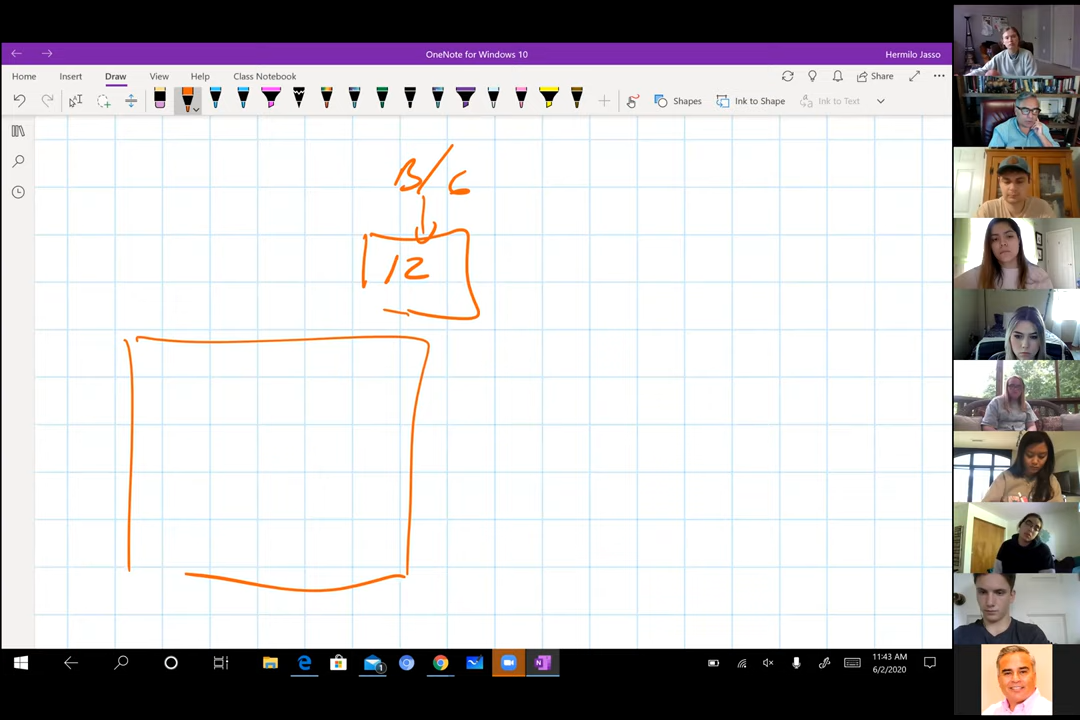 OneNote for Windows 10
Hermilo Jasso
Home Insert Draw View Help Class Notebook
Share
Shapes Ink to Shape Ink to Text
B/C
12
1
11:43 AM
6/2/2020